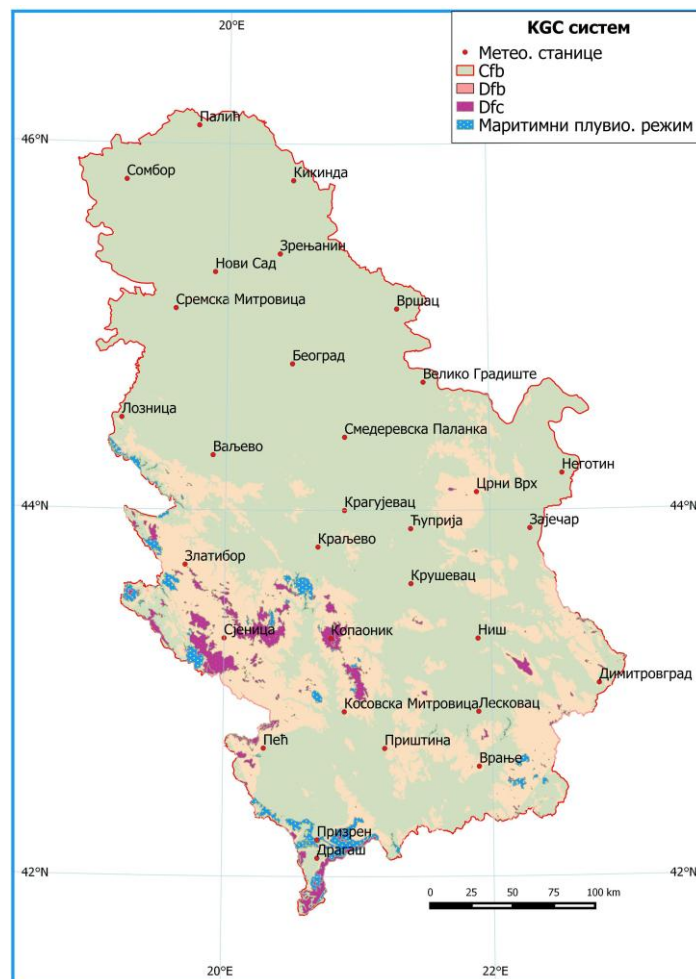 20°E
KGC систем
Метео. станице
Cfb
Dfb
Dfc
Маритимни плувио. режим
Палић
46°N
46°N
Сомбор
Кикинда
Зрењанин
Нови Сад
Сремска Митровица
Вршац
Београд
Велико Градиште
Лозница
Смедеревска Паланка
Ваљево
Неготин
Црни Врх
44°N
Крагујевац
44°N
Ћуприја
Зајечар
Краљево
Златибор
Крушевац
Сјеница
Копаоник
Ниш
Димитровград
Косовска Митровица
Лесковац
Пећ
Приштина
Врање
Призрен
Драгаш
42°N
42°N
0 25 50 75 100 km
20°E
22°E